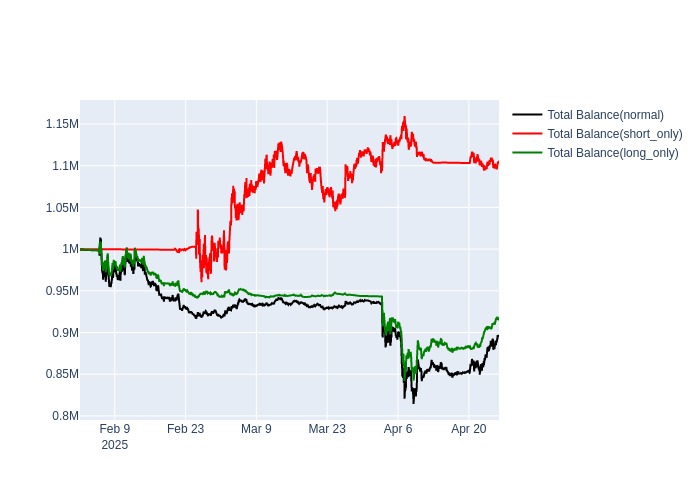 Total Balance(normal)
Total Balance(short_only)
Total Balance(long_only)
1.15M
1.1M
1.05M
1M
0.95M
0.9M
0.85M
0.8M
Feb 9 Feb 23 Mar 9 Mar 23 Apr 6 Apr 20
2025